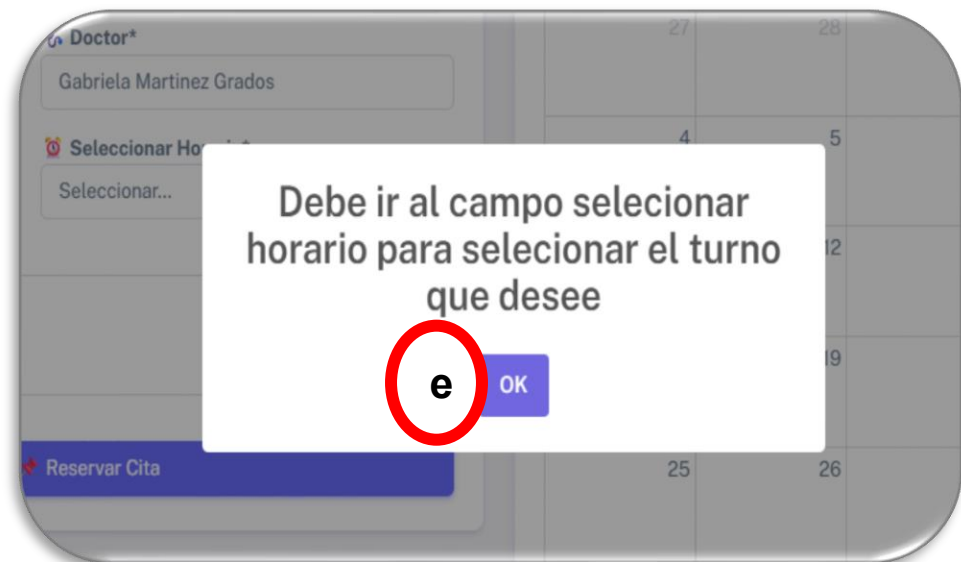 Doctor*
27
28
Gabriela Martinez Grados
Seleccionar
4
5
Seleccionar...
Debe ir al campo selecionar
horario para selecionar el turno
que desee
12
19
e
OK
Reservar Cita
25
26